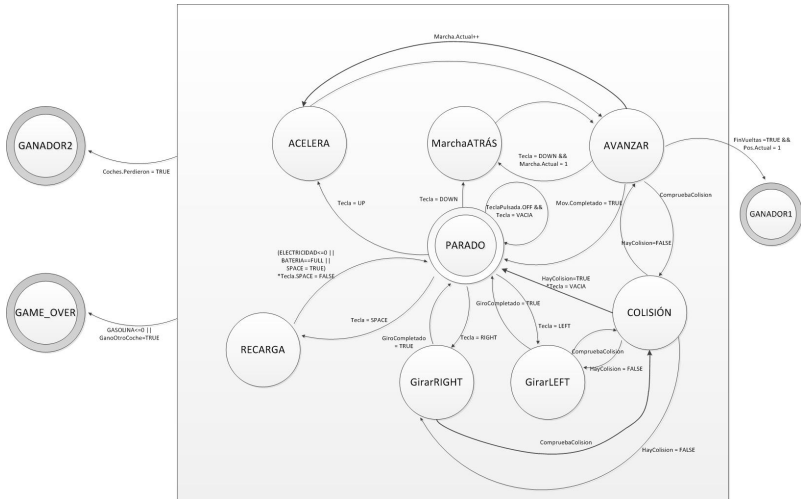 Marcha.Actual++
GANADOR2
Coches.Perdieron = TRUE
ACELERA
MarchaATRÁS
AVANZAR
FinVueltas =TRUE &&
Pos.Actual = 1
GANADOR1
Tecla = DOWN &&
Marcha.Actual = 1
Tecla = UP
Tecla = DOWN
TeclaPulsada.OFF &&
Tecla = VACIA
Mov.Completado = TRUE
CompruebaColision
PARADO
HayColision=FALSE
(ELECTRICIDAD<=0 ||
BATERIA==FULL ||
SPACE = TRUE)
*Tecla.SPACE = FALSE
HayColision=TRUE
*Tecla = VACIA
GAME_OVER
GASOLINA<=0 ||
GanoOtroCoche=TRUE
COLISIÓN
GiroCompletado = TRUE
Tecla = SPACE
RECARGA
GiroCompletado
= TRUE
Tecla = RIGHT
Tecla = LEFT
CompruebaColision
HayColision = FALSE
GirarRIGHT
GirarLEFT
CompruebaColision
HayColision = FALSE